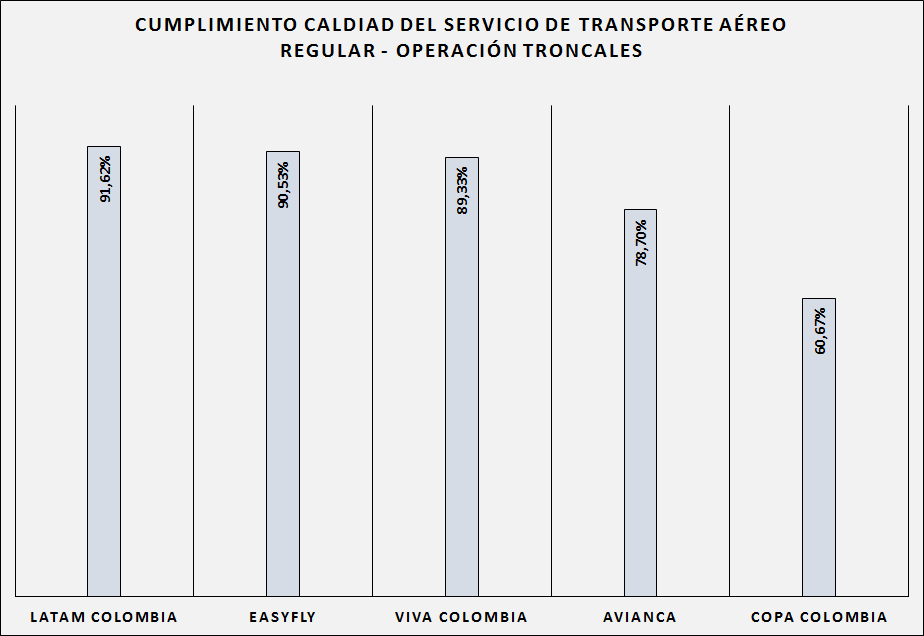 CUMPLIMIENTO CALDIAD DEL SERVICIO DE TRANSPORTE AÉREO
REGULAR - OPERACIÓN TRONCALES
91,62%
90,53%
89,33%
78,70%
60,67%
LATAM COLOMBIA
EASYFLY
VIVA COLOMBIA
AVIANCA
COPA COLOMBIA